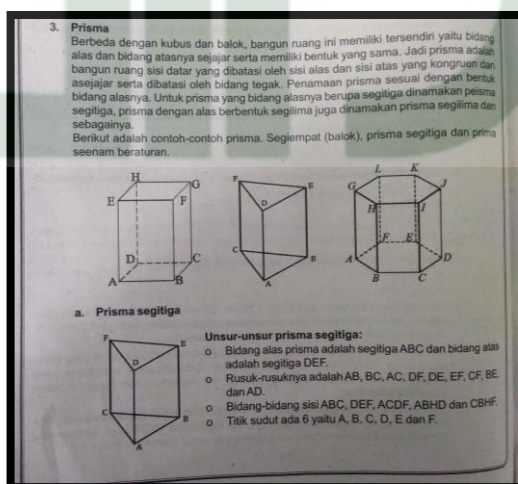 3. Prisma
Berbeda dengan kubus dan balok, bangun ruang ini memiliki tersendiri yaitu bidang
alas dan bidang atasnya sejajar serta memiliki bentuk yang sama. Jadi prisma adalah
bangun ruang sisi datar yang dibatasi oleh sisi alas dan sisi atas yang kongruen dan
asejajar serta dibatasi oleh bidang tegak. Penamaan prisma sesuai dengan bentuk
bidang alasnya. Untuk prisma yang bidang alasnya berupa segitiga dinamakan peisma
segitiga, prisma dengan alas berbentuk segilima juga dinamakan prisma segilima dan
sebagainya.
Berikut adalah contoh-contoh prisma. Segiempat (balok), prisma segitiga dan prima
seenam beraturan.
H G E F D C A B
F E D C B A
L K G J H I F E A D B C
a. Prisma segitiga
F E D C B A
Unsur-unsur prisma segitiga:
o Bidang alas prisma adalah segitiga ABC dan bidang atas
adalah segitiga DEF.
o Rusuk-rusuknya adalah AB, BC, AC, DF, DE, EF, CF, BE
dan AD.
o Bidang-bidang sisi ABC, DEF, ACDF, ABHD dan CBHF.
o Titik sudut ada 6 yaitu A, B, C, D, E dan F.